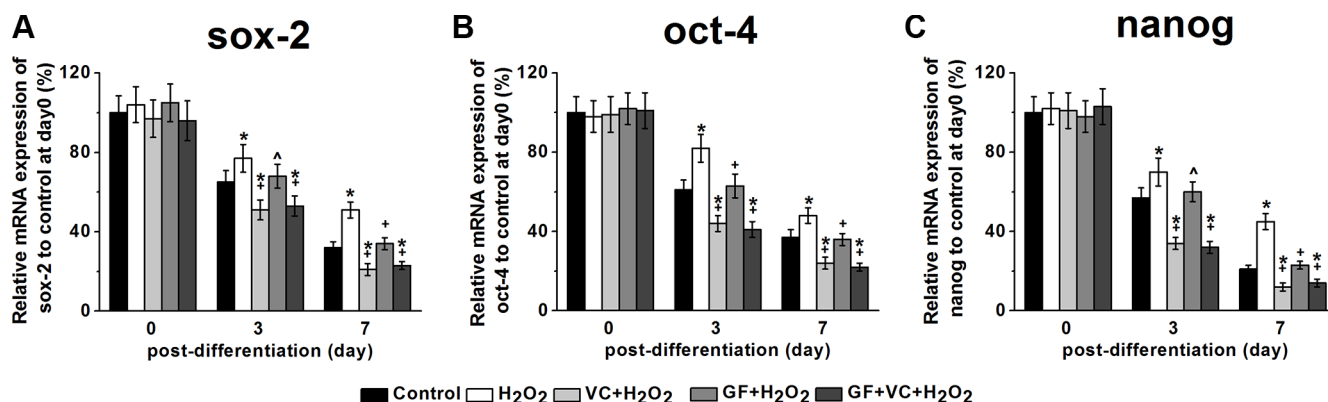 A
sox-2
Relative mRNA expression of
sox-2 to control at day0 (%)
120
80
40
0
*
^
*+
*+
*
+
*+
*+
0 3 7
post-differentiation (day)
B
oct-4
Relative mRNA expression of
oct-4 to control at day0 (%)
120
80
40
0
*
+
*+
*+
*
+
*+
*+
0 3 7
post-differentiation (day)
C
nanog
Relative mRNA expression of
nanog to control at day0 (%)
120
80
40
0
*
^
*+
*+
*
+
*+
*+
0 3 7
post-differentiation (day)
Control H₂O₂ VC+H₂O₂ GF+H₂O₂ GF+VC+H₂O₂